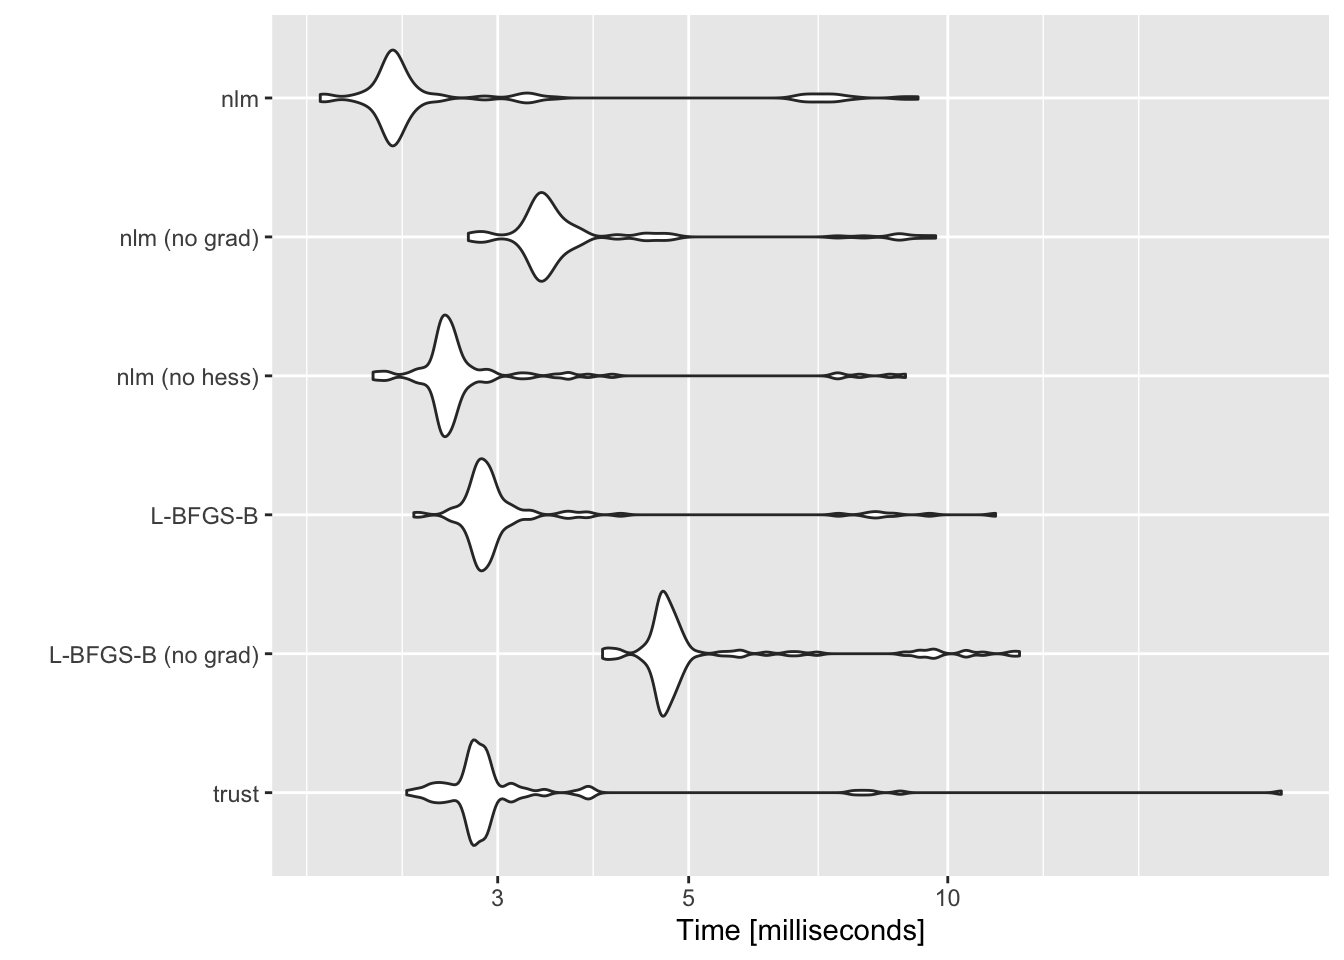 nlm
nlm (no grad)
nlm (no hess)
L-BFGS-B
L-BFGS-B (no grad)
trust
3 5 10
Time [milliseconds]